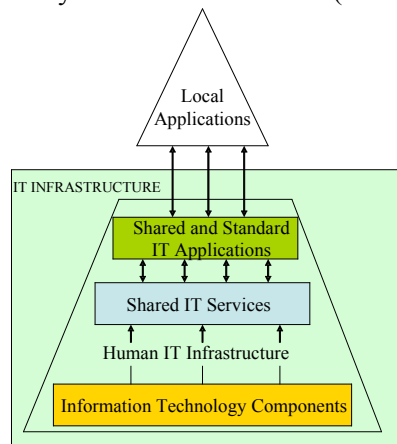 Local
Applications
IT INFRASTRUCTURE
Shared and Standard
IT Applications
Shared IT Services
Human IT Infrastructure
Information Technology Components